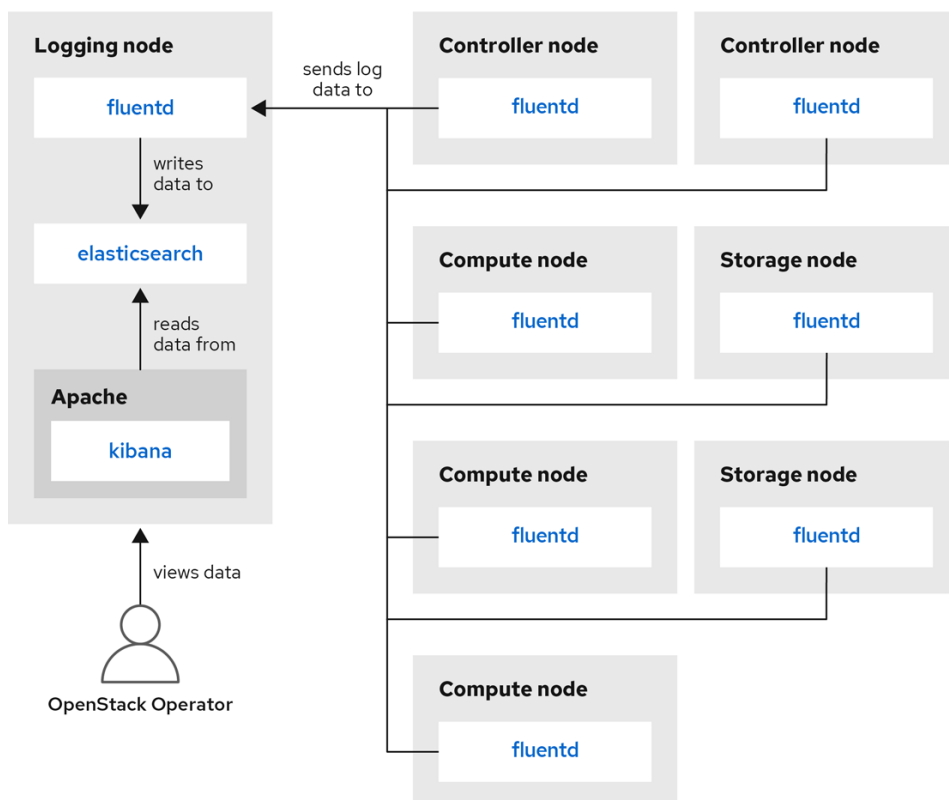 Logging node
fluentd
writes
data to
elasticsearch
reads
data from
Apache
kibana
views data
OpenStack Operator
sends log
data to
Controller node
fluentd
Controller node
fluentd
Compute node
fluentd
Storage node
fluentd
Compute node
fluentd
Storage node
fluentd
Compute node
fluentd